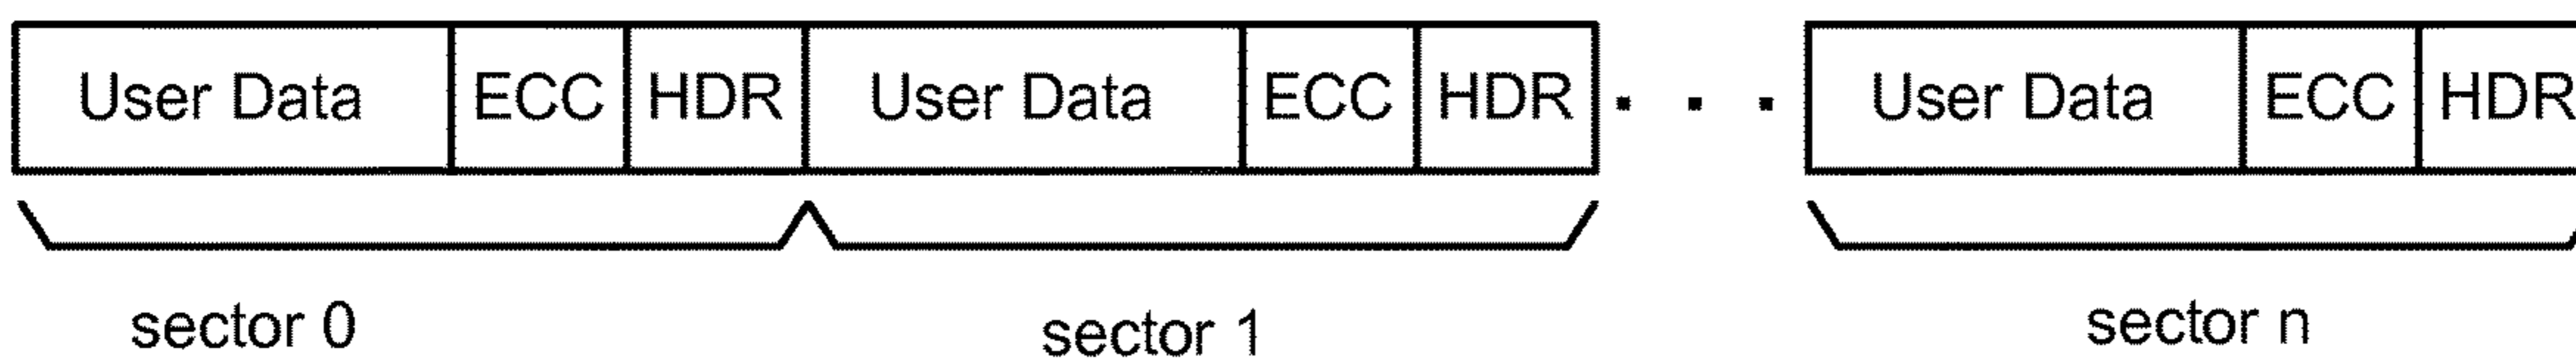 User Data ECC HDR User Data ECC HDR . . . User Data ECC HDR
sector 0 sector 1 sector n